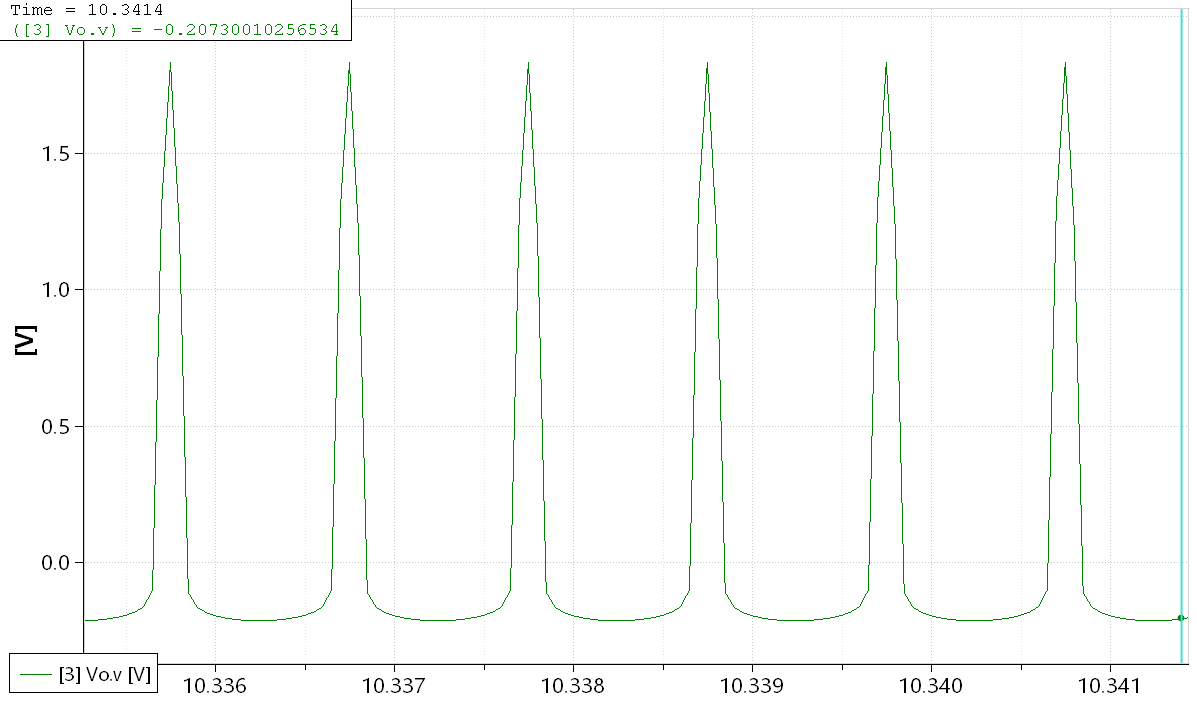 Time = 10.3414
([3] Vo.v) = -0.20730010256534
1.5
1.0
[V]
0.5
0.0
[3] Vo.v [V]
10.336 10.337 10.338 10.339 10.340 10.341